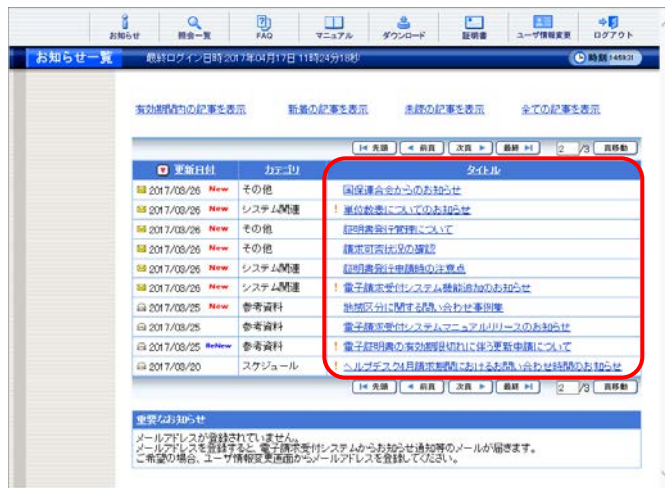 お知らせ 照会一覧 FAQ マニュアル ダウンロード 証明書 ユーザ情報変更 ログアウト
お知らせ一覧 最終ログイン日時:2017年04月17日 11時24分18秒 時刻 14:59:31
有効期間内の記事を表示 新着の記事を表示 未読の記事を表示 全ての記事を表示
先頭 前頁 次頁 最終 2 /3 頁移動
更新日付 カテゴリ タイトル
2017/03/26 New その他 国保連合会からのお知らせ
2017/03/26 New システム関連 ! 単位数表についてのお知らせ
2017/03/26 New その他 証明書発行管理について
2017/03/26 New その他 請求可否状況の確認
2017/03/26 New システム関連 証明書発行申請時の注意点
2017/03/26 New システム関連 ! 電子請求受付システム機能追加のお知らせ
2017/03/25 New 参考資料 地域区分に関する問い合わせ事例集
2017/03/25 参考資料 電子請求受付システムマニュアルリリースのお知らせ
2017/03/25 ReNew 参考資料 ! 電子証明書の有効期限切れに伴う更新申請について
2017/03/20 スケジュール ! ヘルプデスク4月請求期間におけるお問い合わせ時間のお知らせ
先頭 前頁 次頁 最終 2 /3 頁移動
重要なお知らせ
メールアドレスが登録されていません。
メールアドレスを登録すると、電子請求受付システムからお知らせ通知等のメールが届きます。
ご希望の場合、ユーザ情報変更画面からメールアドレスを登録してください。